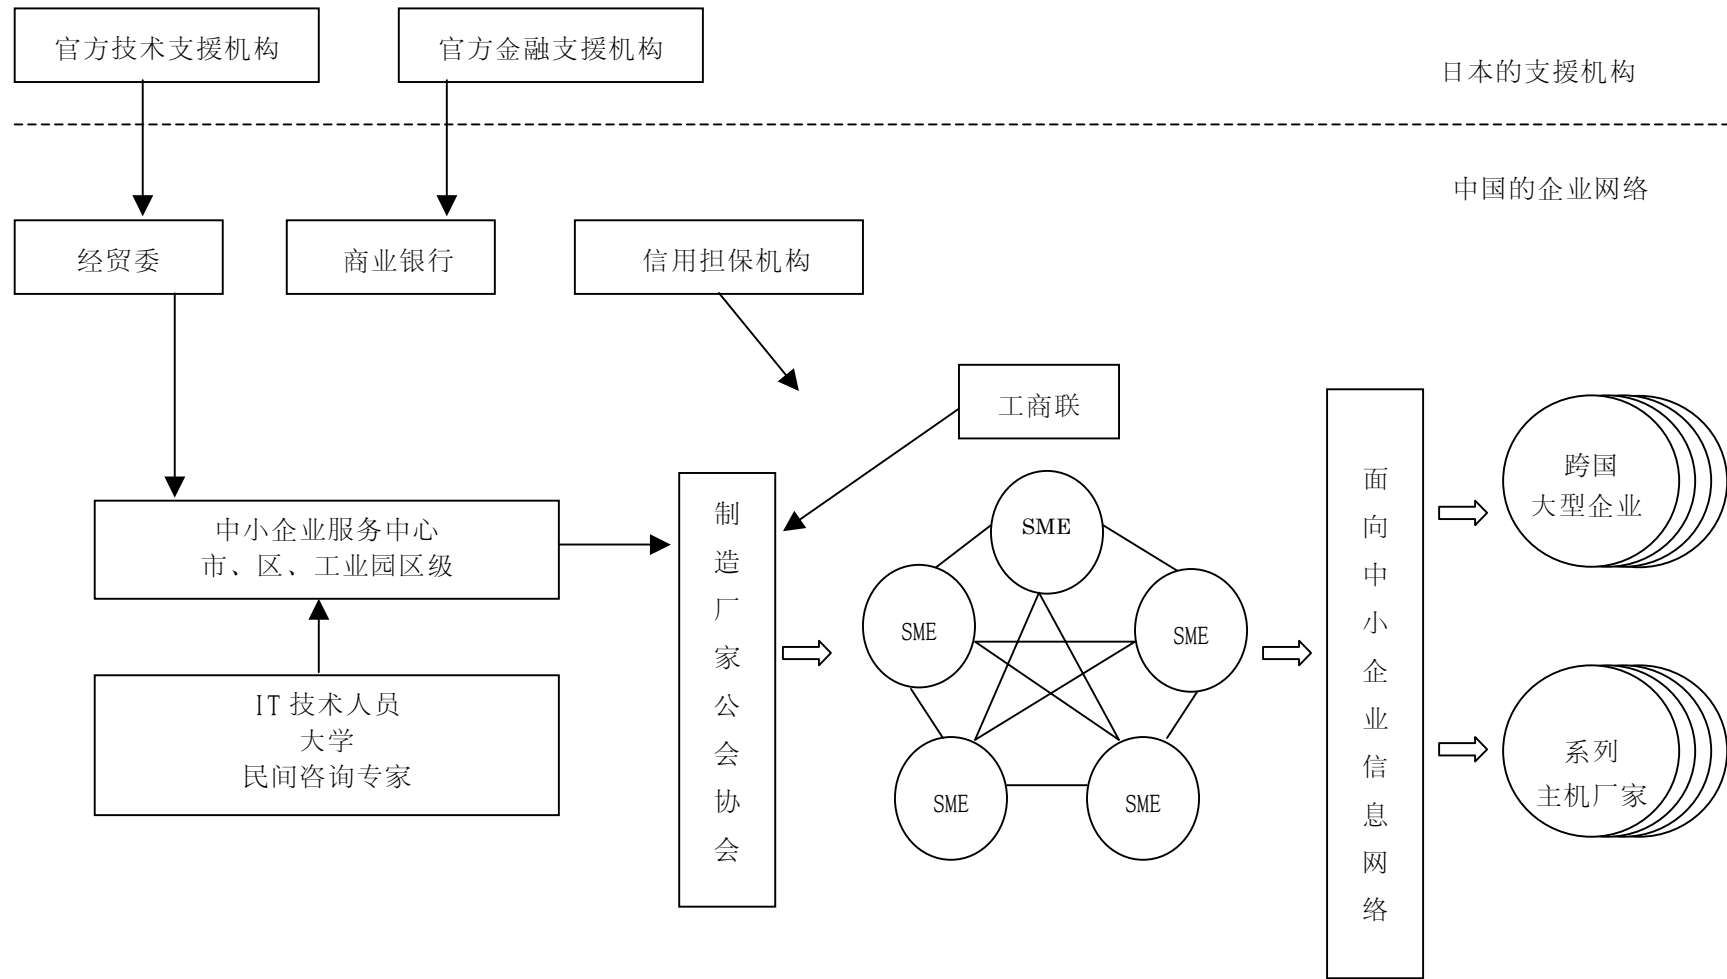 官方技术支援机构
官方金融支援机构
日本的支援机构
中国的企业网络
经贸委
商业银行
信用担保机构
工商联
中小企业服务中心
市、区、工业园区级
IT 技术人员
大学
民间咨询专家
制造厂家公会协会
SME
SME
SME
SME
SME
面向中小企业信息网络
跨国
大型企业
系列
主机厂家